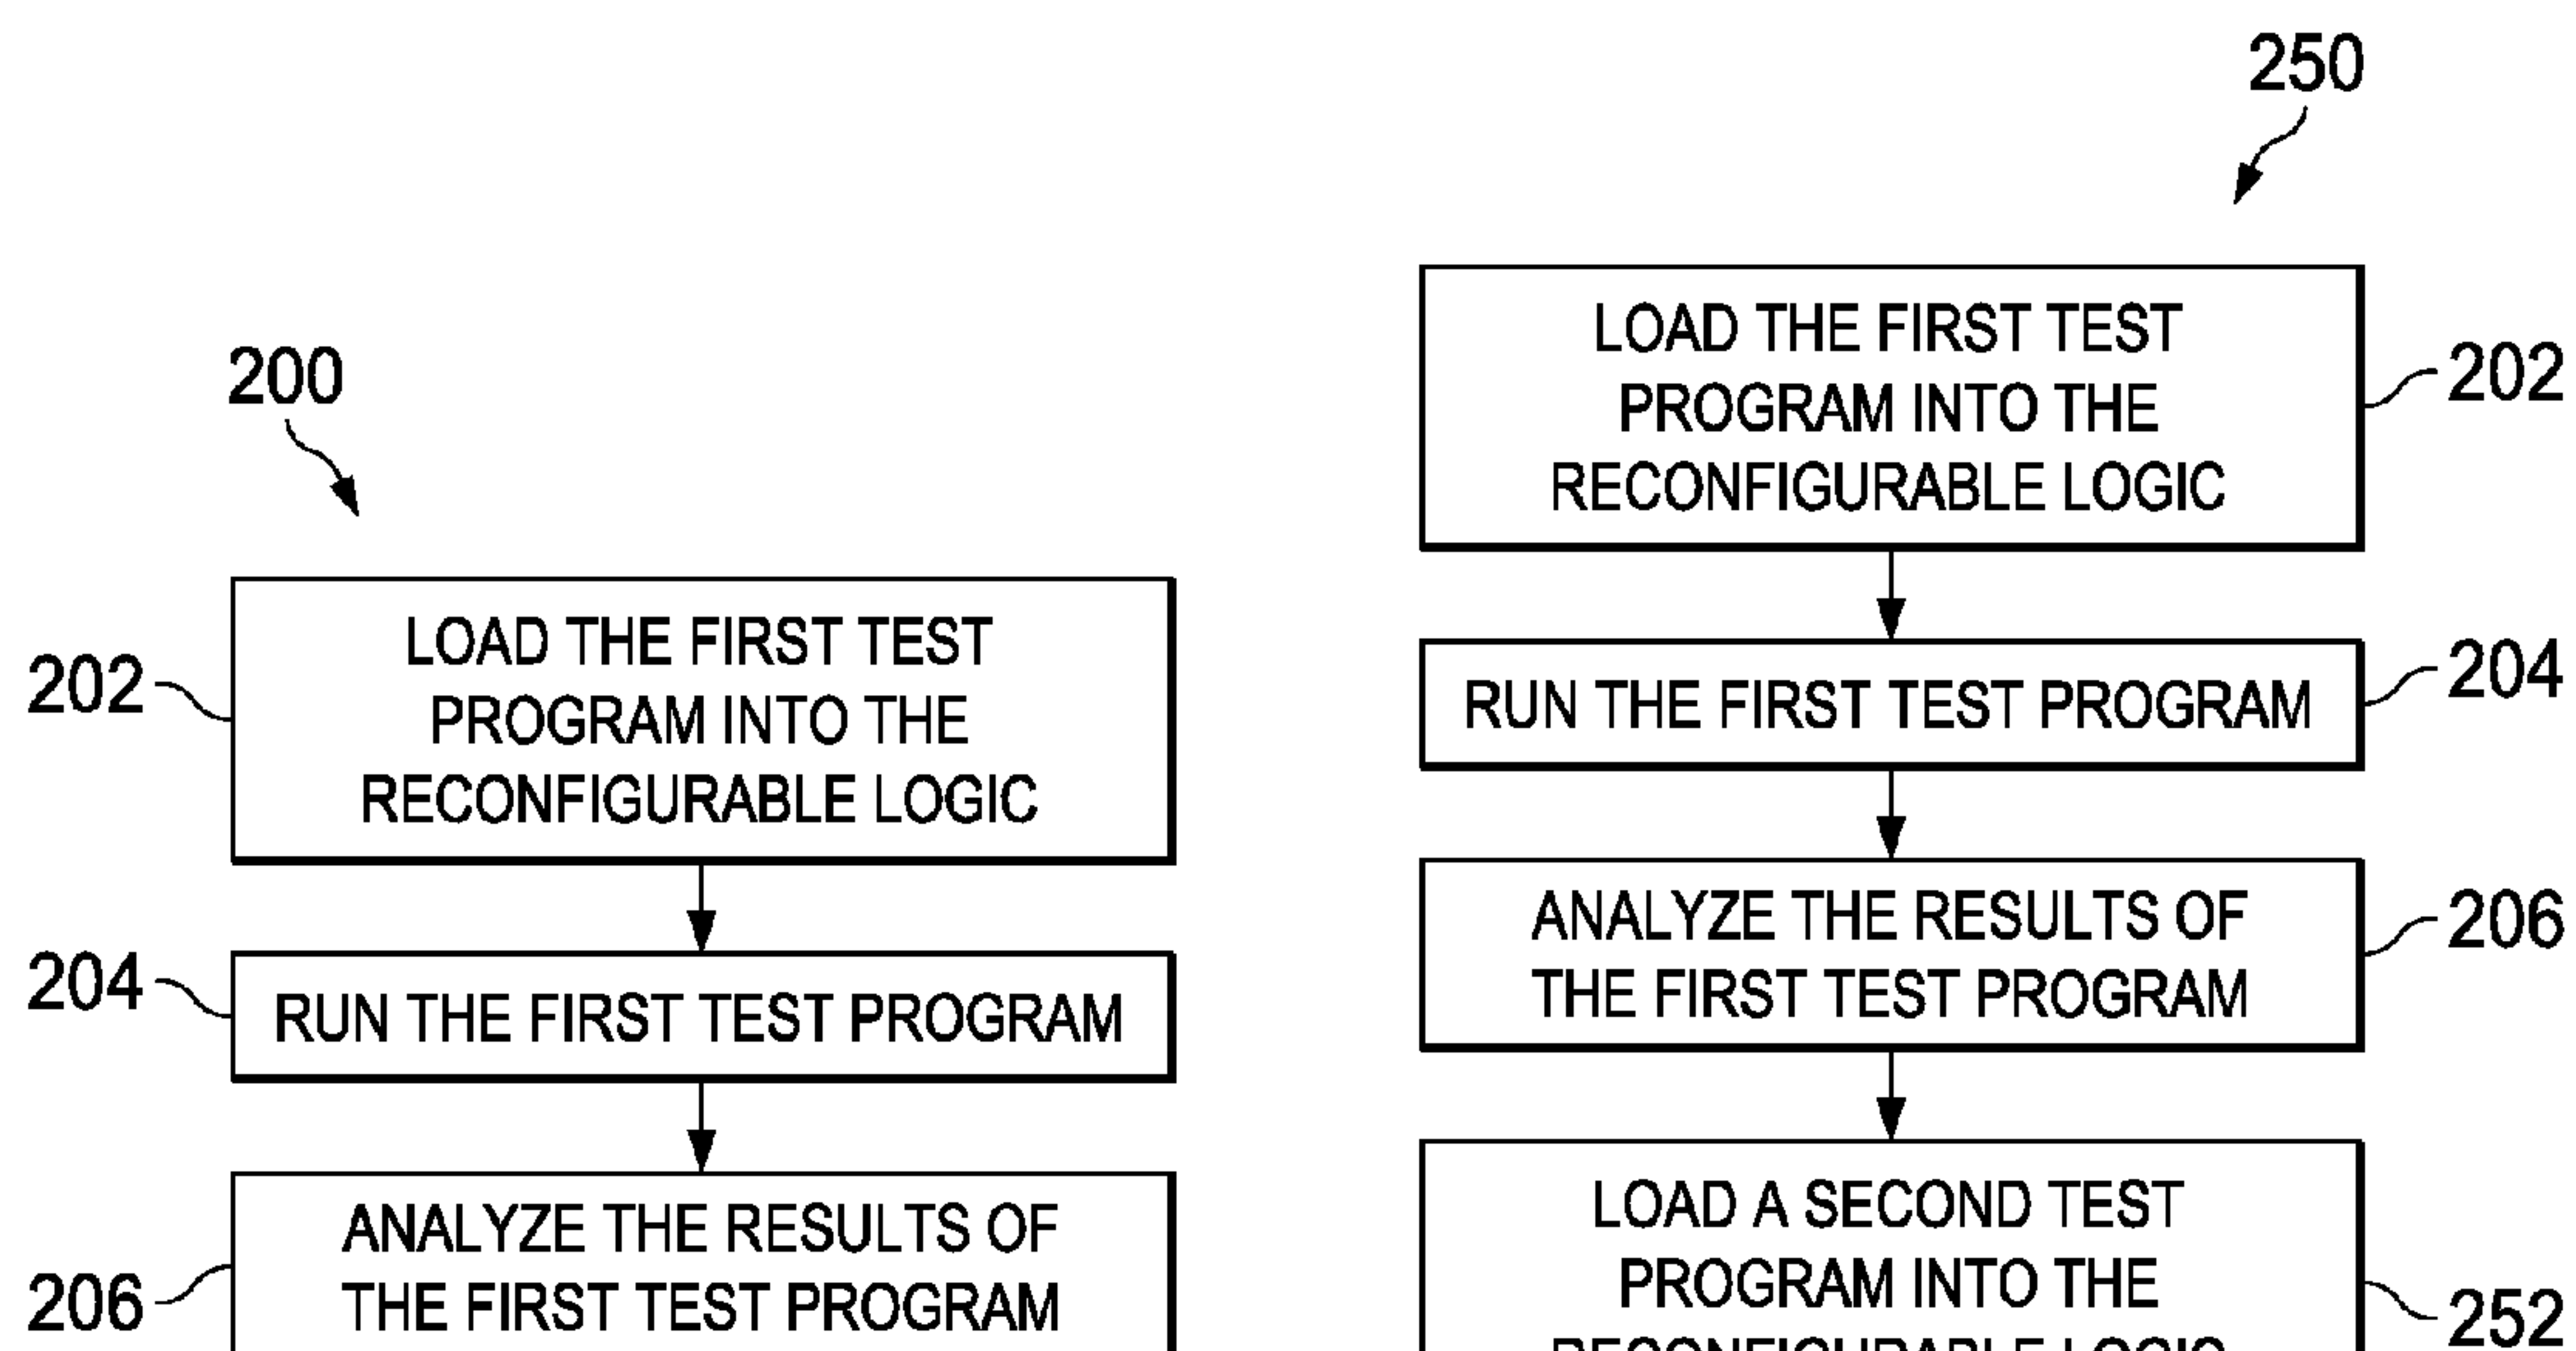 200
202
LOAD THE FIRST TEST
PROGRAM INTO THE
RECONFIGURABLE LOGIC
204
RUN THE FIRST TEST PROGRAM
206
ANALYZE THE RESULTS OF
THE FIRST TEST PROGRAM
250
LOAD THE FIRST TEST
PROGRAM INTO THE
RECONFIGURABLE LOGIC
202
RUN THE FIRST TEST PROGRAM
204
ANALYZE THE RESULTS OF
THE FIRST TEST PROGRAM
206
LOAD A SECOND TEST
PROGRAM INTO THE
RECONFIGURABLE LOGIC
252